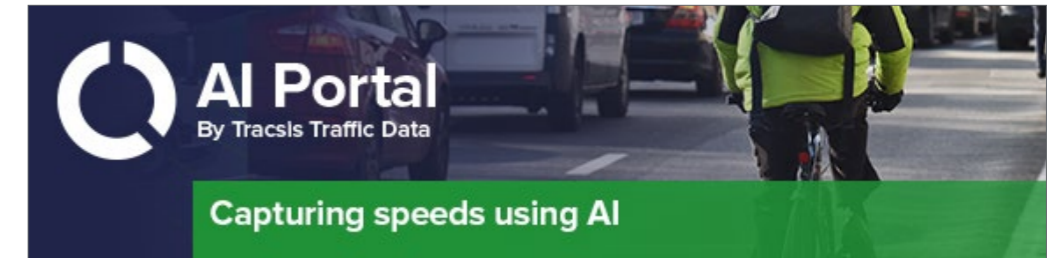 AI Portal
By Tracsis Traffic Data
Capturing speeds using AI